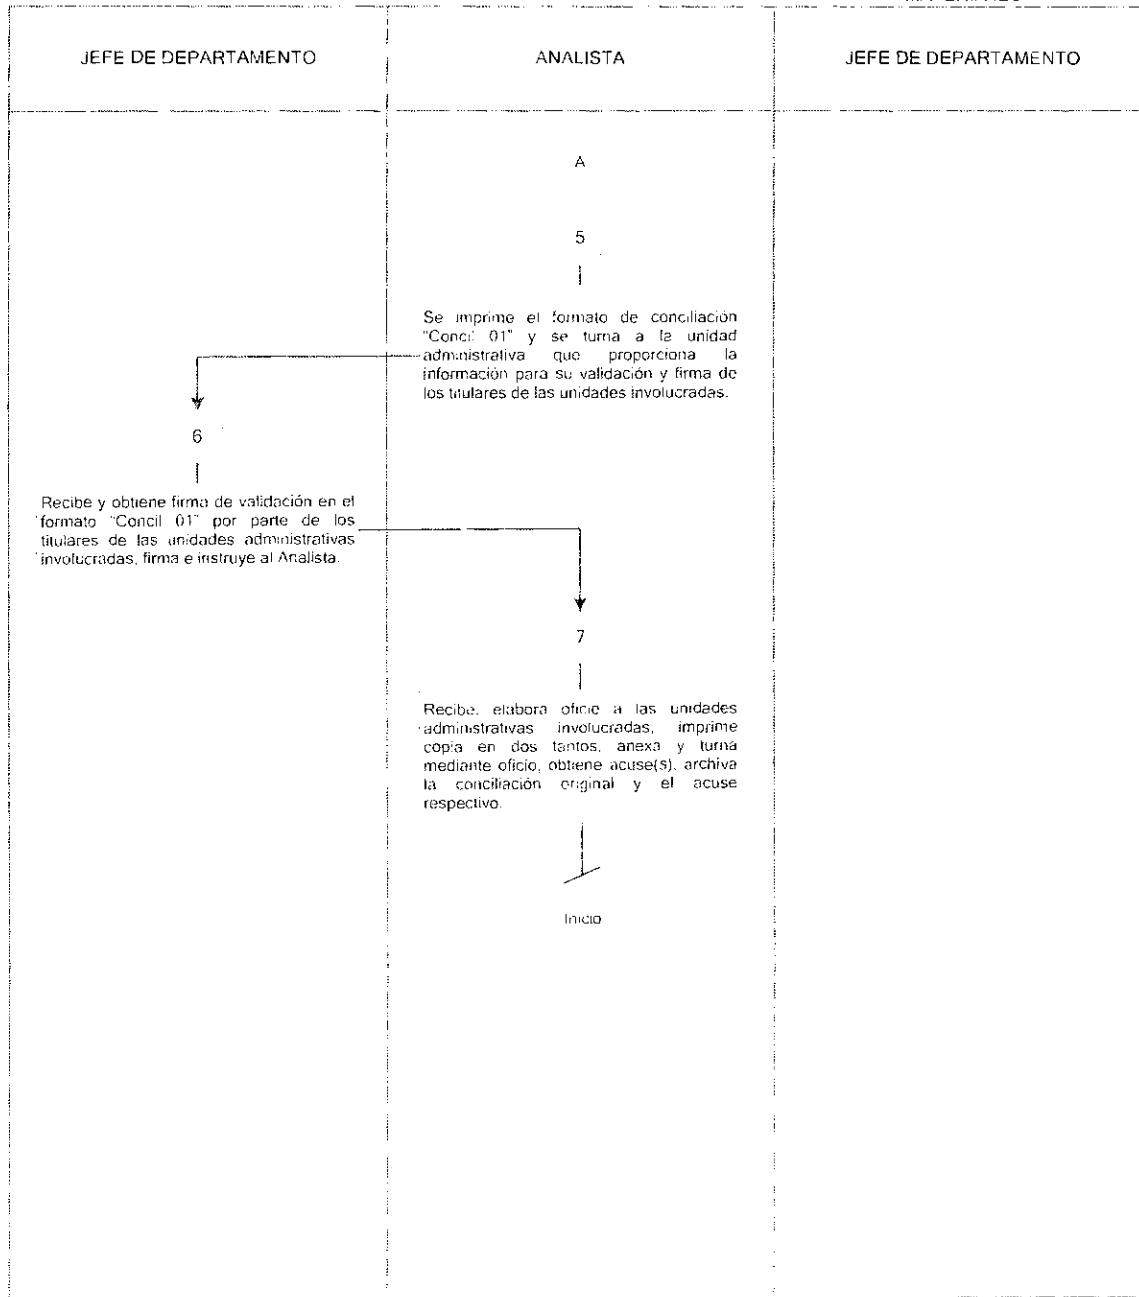 JEFE DE DEPARTAMENTO
ANALISTA
JEFE DE DEPARTAMENTO
A
5
Se imprime el formato de conciliación
"Concil 01" y se turna a la unidad
administrativa que proporciona la
información para su validación y firma de
los titulares de las unidades involucradas.
6
Recibe y obtiene firma de validación en el
formato "Concil 01" por parte de los
titulares de las unidades administrativas
involucradas, firma e instruye al Analista.
7
Recibe, elabora oficio a las unidades
administrativas involucradas, imprime
copia en dos tantos, anexa y turna
mediante oficio, obtiene acuse(s), archiva
la conciliación original y el acuse
respectivo.
Inicio